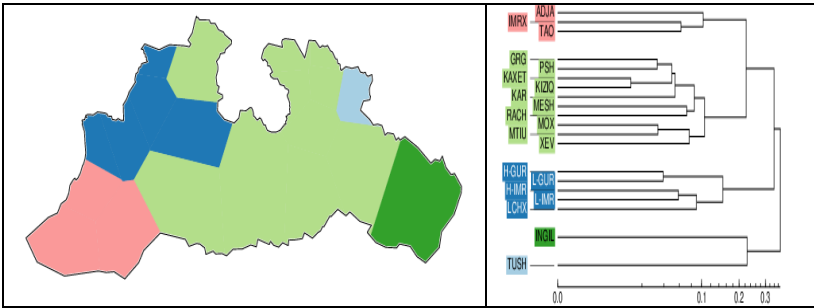 ADJA
IMRX
TAO
GRG
PSH
KAXET
KIZIQ
KAR
MESH
RACH
MOX
MTIU
XEV
H-GUR
L-GUR
H-IMR
L-IMR
LCHX
INGIL
TUSH
0.0 0.1 0.2 0.3